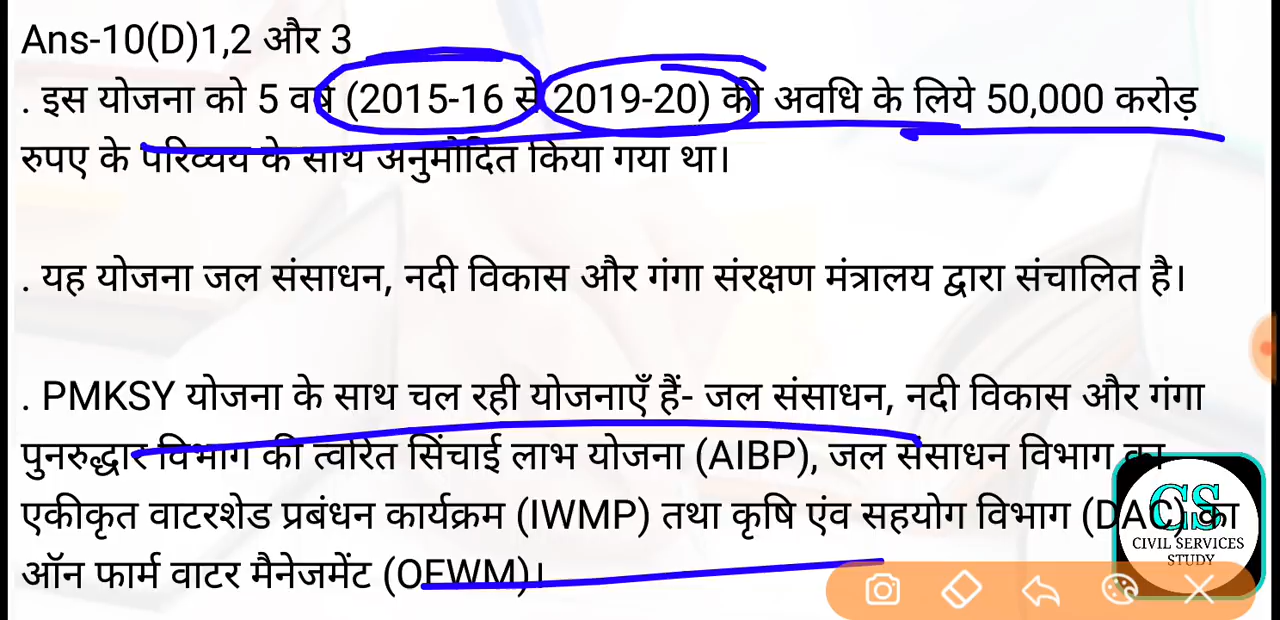 Ans-10(D)1,2 और 3
. इस योजना को 5 वर्ष (2015-16 से 2019-20) की अवधि के लिये 50,000 करोड़
रुपए के परिव्यय के साथ अनुमोदित किया गया था।
. यह योजना जल संसाधन, नदी विकास और गंगा संरक्षण मंत्रालय द्वारा संचालित है।
. PMKSY योजना के साथ चल रही योजनाएँ हैं- जल संसाधन, नदी विकास और गंगा
पुनरुद्धार विभाग की त्वरित सिंचाई लाभ योजना (AIBP), जल संसाधन विभाग का
एकीकृत वाटरशेड प्रबंधन कार्यक्रम (IWMP) तथा कृषि एंव सहयोग विभाग (DAC) का
ऑन फार्म वाटर मैनेजमेंट (OFWM)।
CS
CIVIL SERVICES
STUDY